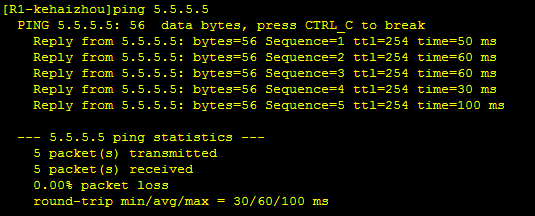 [R1-kehaizhou]ping 5.5.5.5
PING 5.5.5.5: 56  data bytes, press CTRL_C to break
Reply from 5.5.5.5: bytes=56 Sequence=1 ttl=254 time=50 ms
Reply from 5.5.5.5: bytes=56 Sequence=2 ttl=254 time=60 ms
Reply from 5.5.5.5: bytes=56 Sequence=3 ttl=254 time=60 ms
Reply from 5.5.5.5: bytes=56 Sequence=4 ttl=254 time=30 ms
Reply from 5.5.5.5: bytes=56 Sequence=5 ttl=254 time=100 ms
--- 5.5.5.5 ping statistics ---
5 packet(s) transmitted
5 packet(s) received
0.00% packet loss
round-trip min/avg/max = 30/60/100 ms